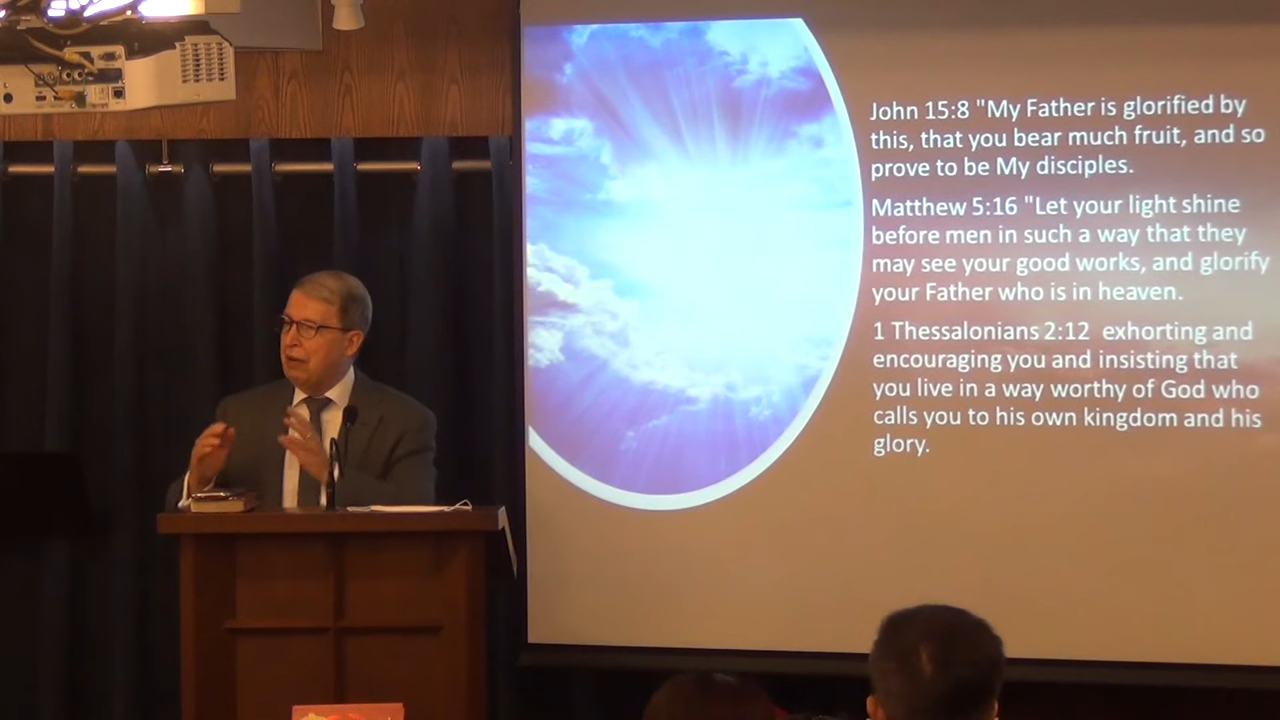 John 15:8 "My Father is glorified by
this, that you bear much fruit, and so
prove to be My disciples.
Matthew 5:16 "Let your light shine
before men in such a way that they
may see your good works, and glorify
your Father who is in heaven.
1 Thessalonians 2:12  exhorting and
encouraging you and insisting that
you live in a way worthy of God who
calls you to his own kingdom and his
glory.